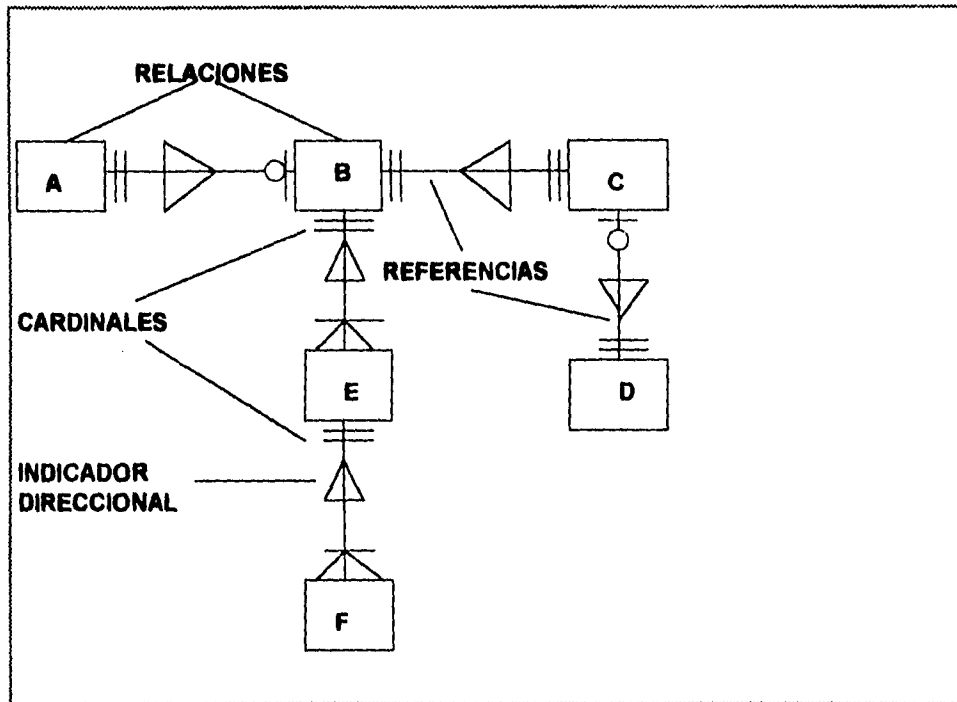 RELACIONES
A
B
C
REFERENCIAS
CARDINALES
E
D
INDICADOR
DIRECCIONAL
F